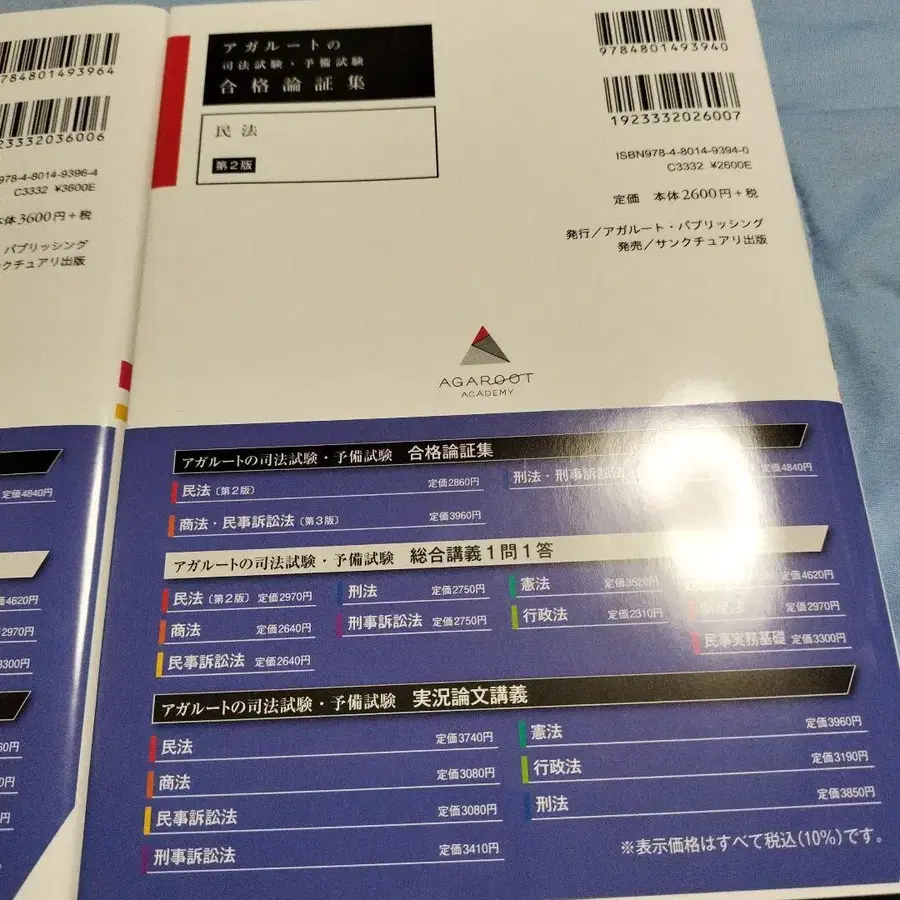 784801493964
23332036006
978-4-8014-9396-4
C3332 ¥3600E
本体3600円+税
パブリッシング
サンクチュアリ出版
定価4840円
4620円
2970円
3300円
アガルートの
司法試験・予備試験
合格論証集
民法
第2版
9784801493940
1923332026007
ISBN978-4-8014-9394-0
C3332 ¥2600E
定価 本体2600円+税
発行/アガルート・パブリッシング
発売/サンクチュアリ出版
AGAROOT
ACADEMY
アガルートの司法試験・予備試験 合格論証集
民法〔第2版〕 定価2860円
刑法・刑事訴訟法
定価4840円
商法・民事訴訟法〔第3版〕 定価3960円
アガルートの司法試験・予備試験 総合講義1問1答
民法〔第2版〕 定価2970円
刑法 定価2750円
憲法 定価3520円
定価4620円
商法 定価2640円
刑事訴訟法 定価2750円
行政法 定価2310円
倒産法 定価2970円
民事訴訟法 定価2640円
民事実務基礎 定価3300円
アガルートの司法試験・予備試験 実況論文講義
民法 定価3740円
憲法 定価3960円
商法 定価3080円
行政法 定価3190円
民事訴訟法 定価3080円
刑法 定価3850円
刑事訴訟法 定価3410円
※表示価格はすべて税込(10%)です。